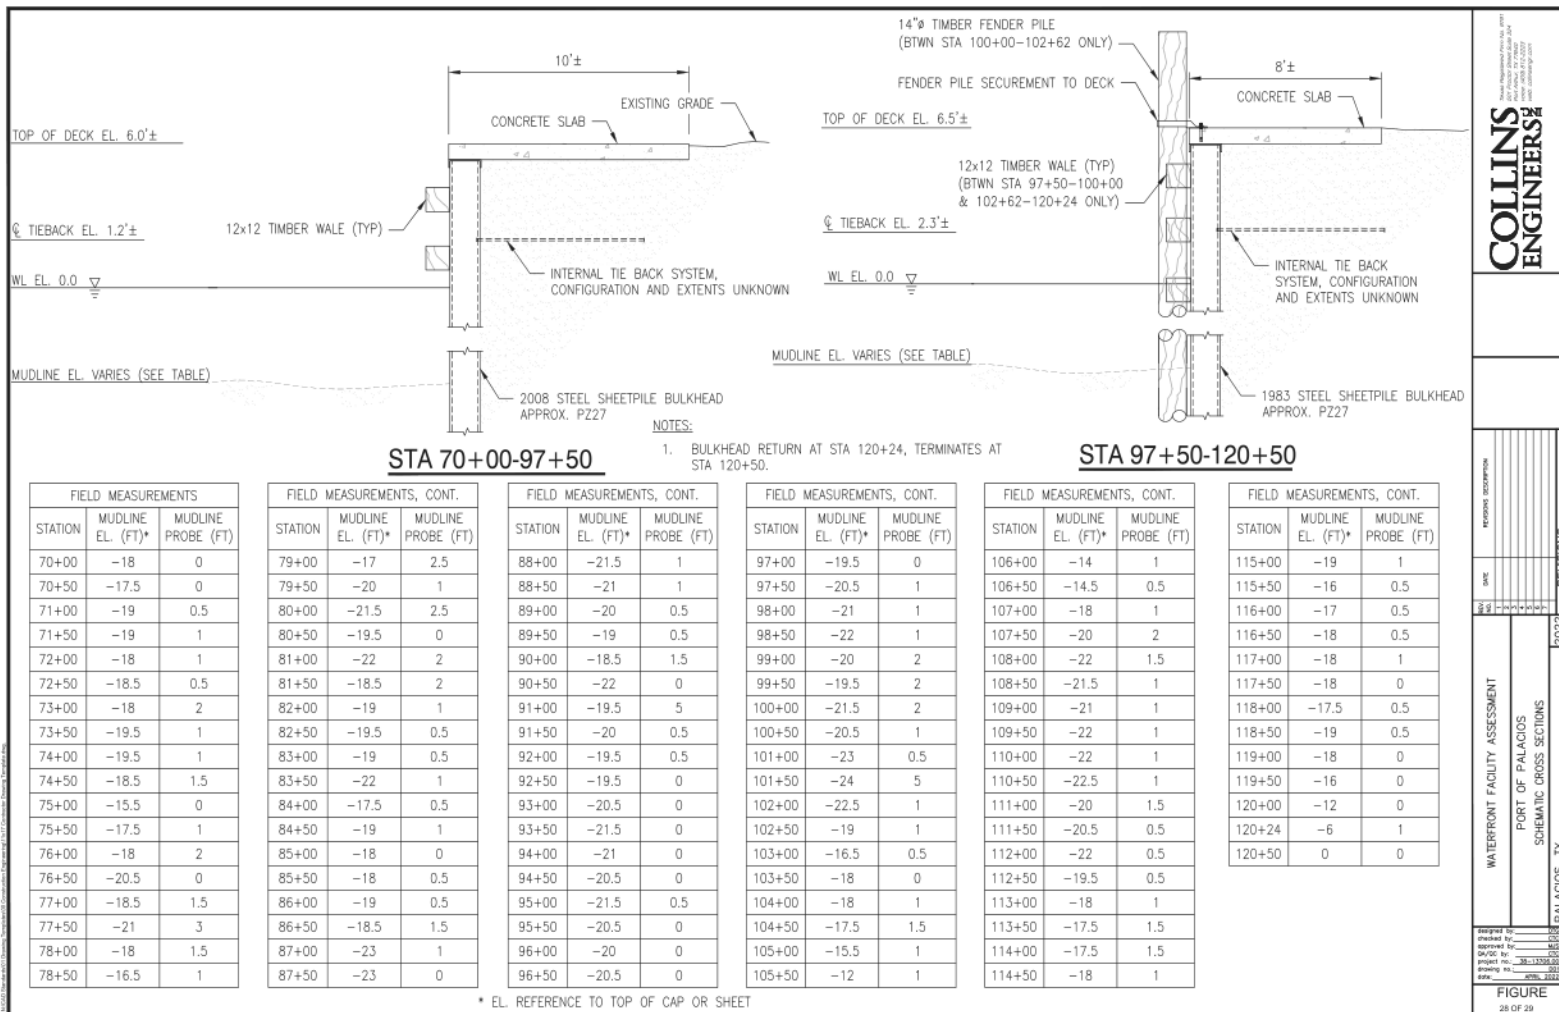 14"ø TIMBER FENDER PILE
(BTWN STA 100+00-102+62 ONLY)
10'±
8'±
FENDER PILE SECUREMENT TO DECK
EXISTING GRADE
CONCRETE SLAB
CONCRETE SLAB
TOP OF DECK EL. 6.0'±
TOP OF DECK EL. 6.5'±
12x12 TIMBER WALE (TYP)
(BTWN STA 97+50-100+00
& 102+62-120+24 ONLY)
℄ TIEBACK EL. 1.2'±
12x12 TIMBER WALE (TYP)
℄ TIEBACK EL. 2.3'±
WL EL. 0.0
INTERNAL TIE BACK SYSTEM,
CONFIGURATION AND EXTENTS UNKNOWN
WL EL. 0.0
INTERNAL TIE BACK
SYSTEM, CONFIGURATION
AND EXTENTS UNKNOWN
MUDLINE EL. VARIES (SEE TABLE)
MUDLINE EL. VARIES (SEE TABLE)
2008 STEEL SHEETPILE BULKHEAD
APPROX. PZ27
1983 STEEL SHEETPILE BULKHEAD
APPROX. PZ27
NOTES:
1. BULKHEAD RETURN AT STA 120+24, TERMINATES AT
STA 120+50.
STA 70+00-97+50
STA 97+50-120+50
FIELD MEASUREMENTS
STATION MUDLINE EL. (FT)* MUDLINE PROBE (FT)
70+00 -18 0
70+50 -17.5 0
71+00 -19 0.5
71+50 -19 1
72+00 -18 1
72+50 -18.5 0.5
73+00 -18 2
73+50 -19.5 1
74+00 -19.5 1
74+50 -18.5 1.5
75+00 -15.5 0
75+50 -17.5 1
76+00 -18 2
76+50 -20.5 0
77+00 -18.5 1.5
77+50 -21 3
78+00 -18 1.5
78+50 -16.5 1
FIELD MEASUREMENTS, CONT.
STATION MUDLINE EL. (FT)* MUDLINE PROBE (FT)
79+00 -17 2.5
79+50 -20 1
80+00 -21.5 2.5
80+50 -19.5 0
81+00 -22 2
81+50 -18.5 2
82+00 -19 1
82+50 -19.5 0.5
83+00 -19 0.5
83+50 -22 1
84+00 -17.5 0.5
84+50 -19 1
85+00 -18 0
85+50 -18 0.5
86+00 -19 0.5
86+50 -18.5 1.5
87+00 -23 1
87+50 -23 0
FIELD MEASUREMENTS, CONT.
STATION MUDLINE EL. (FT)* MUDLINE PROBE (FT)
88+00 -21.5 1
88+50 -21 1
89+00 -20 0.5
89+50 -19 0.5
90+00 -18.5 1.5
90+50 -22 0
91+00 -19.5 5
91+50 -20 0.5
92+00 -19.5 0.5
92+50 -19.5 0
93+00 -20.5 0
93+50 -21.5 0
94+00 -21 0
94+50 -20.5 0
95+00 -21.5 0.5
95+50 -20.5 0
96+00 -20 0
96+50 -20.5 0
FIELD MEASUREMENTS, CONT.
STATION MUDLINE EL. (FT)* MUDLINE PROBE (FT)
97+00 -19.5 0
97+50 -20.5 1
98+00 -21 1
98+50 -22 1
99+00 -20 2
99+50 -19.5 2
100+00 -21.5 2
100+50 -20.5 1
101+00 -23 0.5
101+50 -24 5
102+00 -22.5 1
102+50 -19 1
103+00 -16.5 0.5
103+50 -18 0
104+00 -18 1
104+50 -17.5 1.5
105+00 -15.5 1
105+50 -12 1
FIELD MEASUREMENTS, CONT.
STATION MUDLINE EL. (FT)* MUDLINE PROBE (FT)
106+00 -14 1
106+50 -14.5 0.5
107+00 -18 1
107+50 -20 2
108+00 -22 1.5
108+50 -21.5 1
109+00 -21 1
109+50 -22 1
110+00 -22 1
110+50 -22.5 1
111+00 -20 1.5
111+50 -20.5 0.5
112+00 -22 0.5
112+50 -19.5 0.5
113+00 -18 1
113+50 -17.5 1.5
114+00 -17.5 1.5
114+50 -18 1
FIELD MEASUREMENTS, CONT.
STATION MUDLINE EL. (FT)* MUDLINE PROBE (FT)
115+00 -19 1
115+50 -16 0.5
116+00 -17 0.5
116+50 -18 0.5
117+00 -18 1
117+50 -18 0
118+00 -17.5 0.5
118+50 -19 0.5
119+00 -18 0
119+50 -16 0
120+00 -12 0
120+24 -6 1
120+50 0 0
* EL. REFERENCE TO TOP OF CAP OR SHEET
COLLINS
ENGINEERS
REVISIONS DESCRIPTION
DATE
WATERFRONT FACILITY ASSESSMENT
PORT OF PALACIOS
SCHEMATIC CROSS SECTIONS
designed by:
checked by:
approved by:
QA/QC by:
project no.:
drawing no.:
date: APRIL 2022
FIGURE
28 OF 29